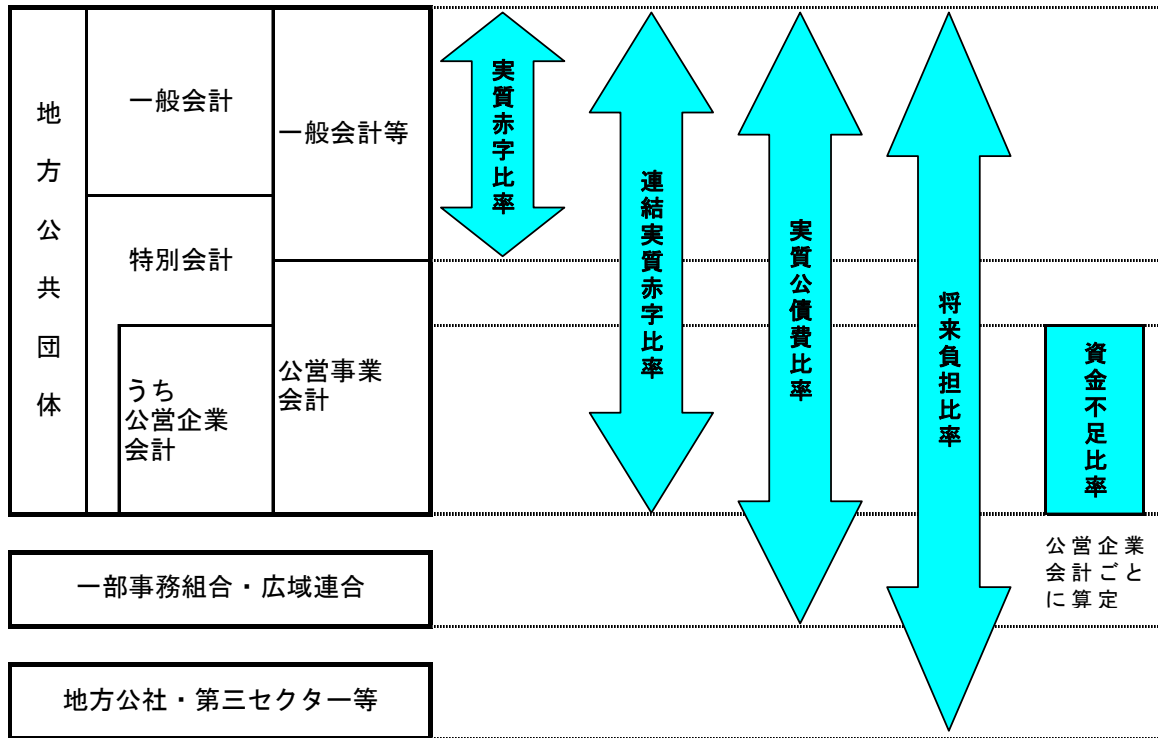 地方公共団体
一般会計
特別会計
うち
公営企業
会計
一般会計等
公営事業
会計
実質赤字比率
連結実質赤字比率
実質公債費比率
将来負担比率
資金不足比率
公営企業
会計ごと
に算定
一部事務組合・広域連合
地方公社・第三セクター等